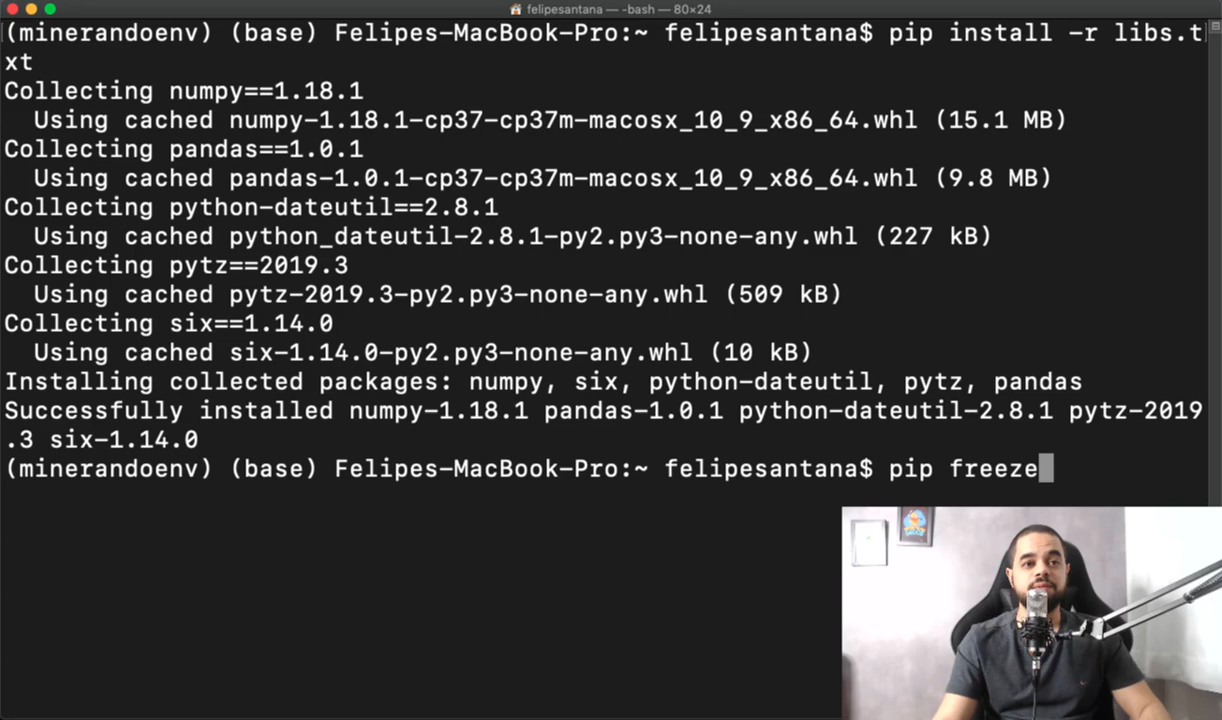 felipesantana — -bash — 80×24
(minerandoenv) (base) Felipes-MacBook-Pro:~ felipesantana$ pip install -r libs.t
xt
Collecting numpy==1.18.1
  Using cached numpy-1.18.1-cp37-cp37m-macosx_10_9_x86_64.whl (15.1 MB)
Collecting pandas==1.0.1
  Using cached pandas-1.0.1-cp37-cp37m-macosx_10_9_x86_64.whl (9.8 MB)
Collecting python-dateutil==2.8.1
  Using cached python_dateutil-2.8.1-py2.py3-none-any.whl (227 kB)
Collecting pytz==2019.3
  Using cached pytz-2019.3-py2.py3-none-any.whl (509 kB)
Collecting six==1.14.0
  Using cached six-1.14.0-py2.py3-none-any.whl (10 kB)
Installing collected packages: numpy, six, python-dateutil, pytz, pandas
Successfully installed numpy-1.18.1 pandas-1.0.1 python-dateutil-2.8.1 pytz-2019
.3 six-1.14.0
(minerandoenv) (base) Felipes-MacBook-Pro:~ felipesantana$ pip freeze